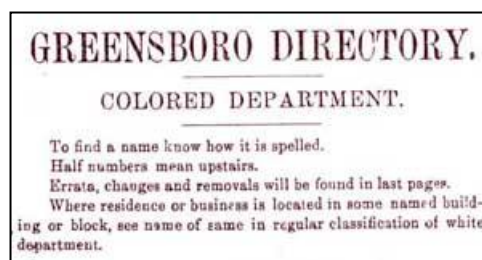 GREENSBORO DIRECTORY.
COLORED DEPARTMENT.
To find a name know how it is spelled.
Half numbers mean upstairs.
Errata, changes and removals will be found in last pages.
Where residence or business is located in some named build-
ing or block, see name of same in regular classification of white
department.